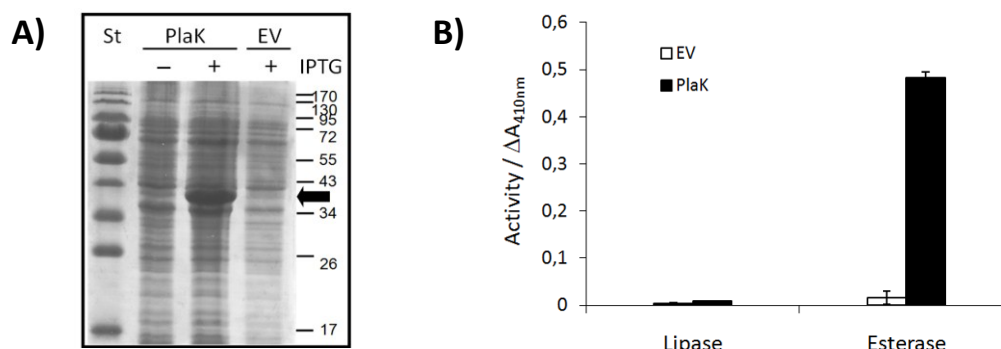 A)
St PlaK EV
– + + IPTG
170
130
95
72
55
43
34
26
17
B)
EV
PlaK
Activity / ΔA410nm
0,6
0,5
0,4
0,3
0,2
0,1
0
Lipase Esterase